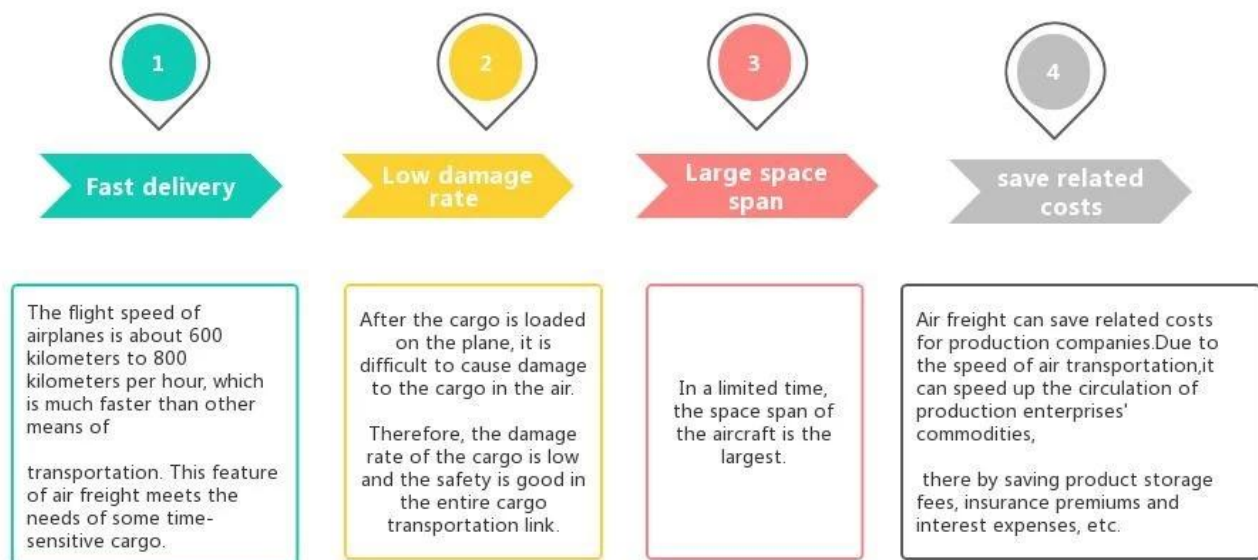 1
Fast delivery
The flight speed of
airplanes is about 600
kilometers to 800
kilometers per hour, which
is much faster than other
means of
transportation. This feature
of air freight meets the
needs of some time-
sensitive cargo.
2
Low damage
rate
After the cargo is loaded
on the plane, it is
difficult to cause damage
to the cargo in the air.
Therefore, the damage
rate of the cargo is low
and the safety is good in
the entire cargo
transportation link.
3
Large space
span
In a limited time,
the space span of
the aircraft is the
largest.
4
save related
costs
Air freight can save related costs
for production companies.Due to
the speed of air transportation,it
can speed up the circulation of
production enterprises'
commodities,
there by saving product storage
fees, insurance premiums and
interest expenses, etc.